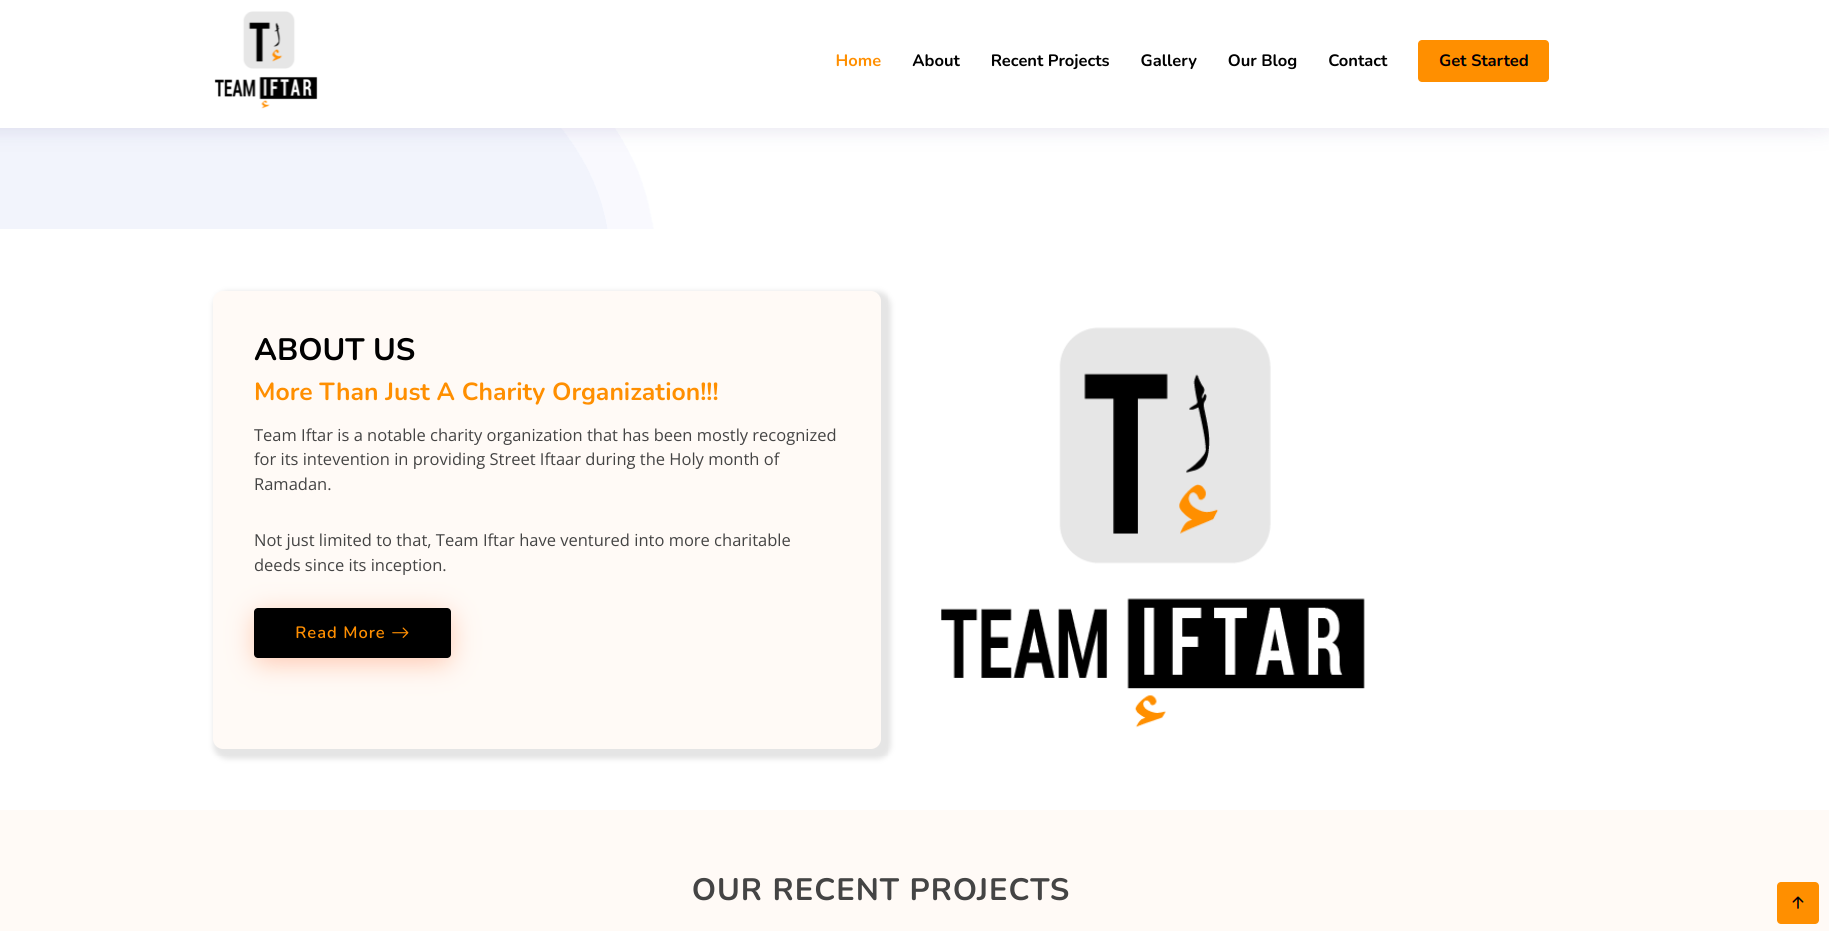 T إ
TEAM IFTAR
Home About Recent Projects Gallery Our Blog Contact Get Started
ABOUT US
More Than Just A Charity Organization!!!
Team Iftar is a notable charity organization that has been mostly recognized
for its intevention in providing Street Iftaar during the Holy month of
Ramadan.
Not just limited to that, Team Iftar have ventured into more charitable
deeds since its inception.
Read More →
T إ
TEAM IFTAR
OUR RECENT PROJECTS